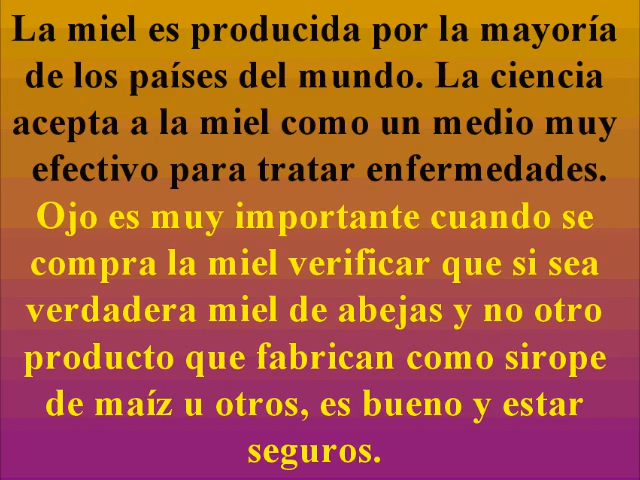 La miel es producida por la mayoría
de los países del mundo. La ciencia
acepta a la miel como un medio muy
efectivo para tratar enfermedades.
Ojo es muy importante cuando se
compra la miel verificar que si sea
verdadera miel de abejas y no otro
producto que fabrican como sirope
de maíz u otros, es bueno y estar
seguros.